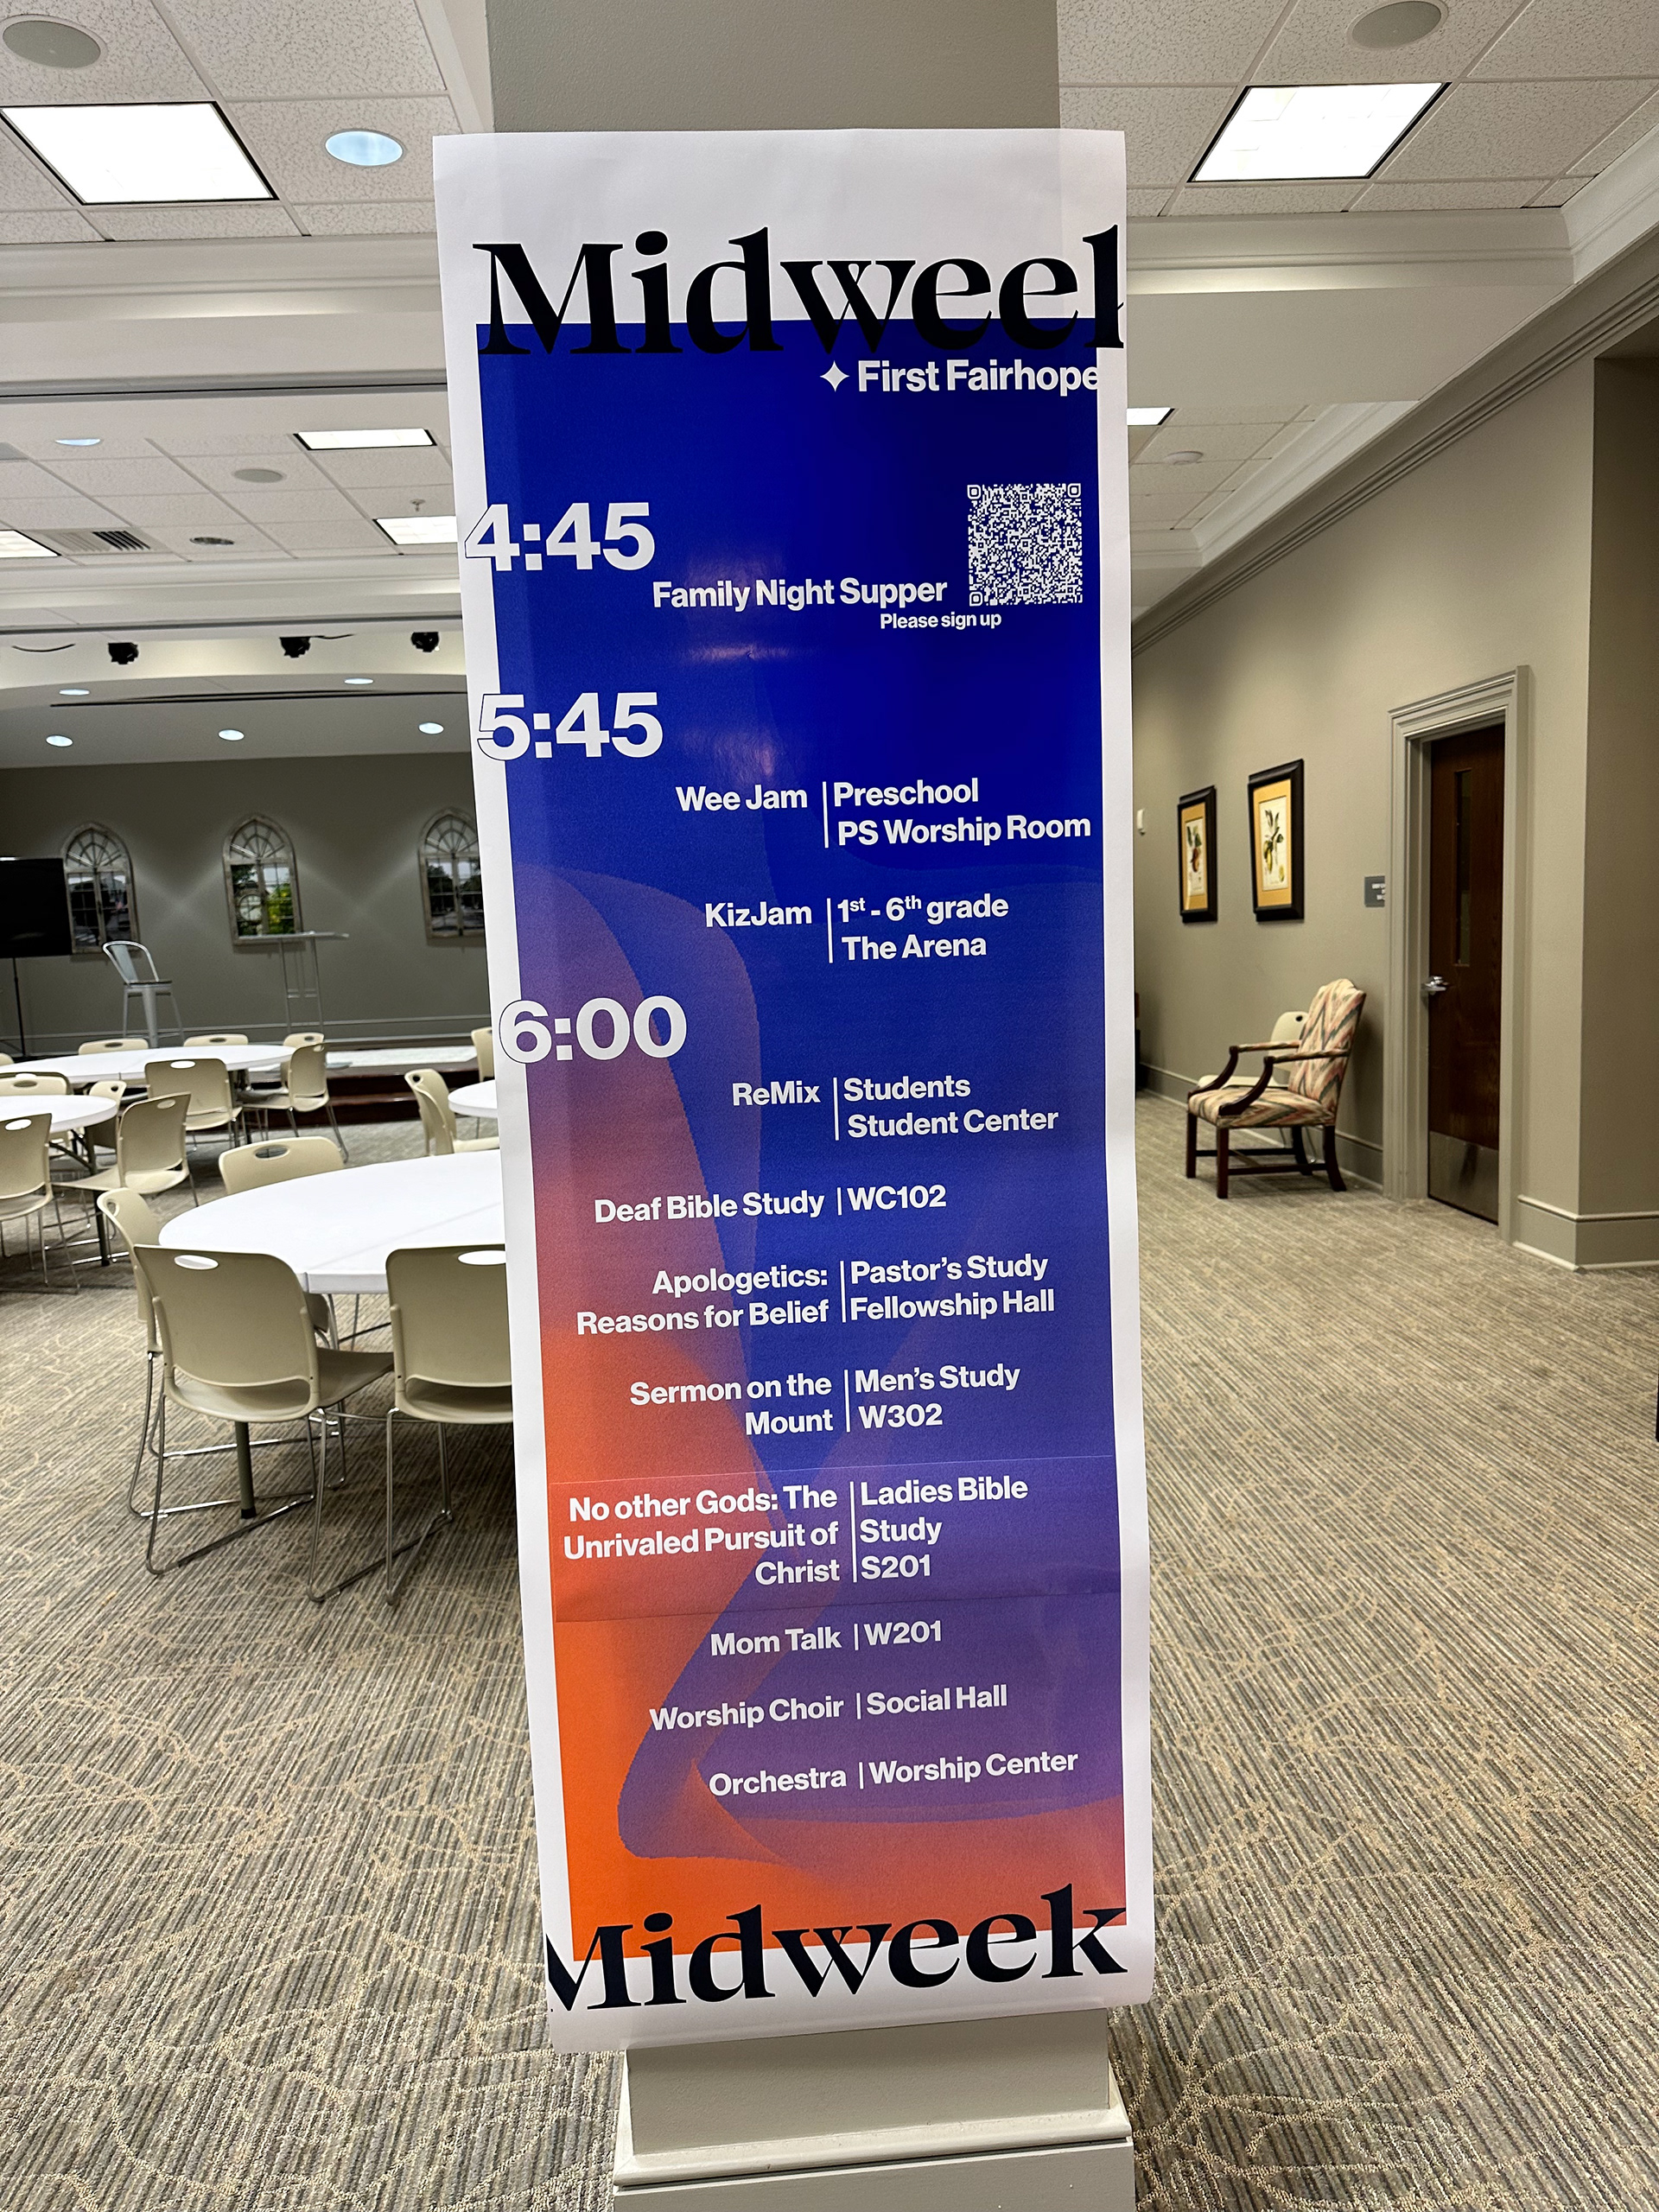 Midweek
First Fairhope
4:45
Family Night Supper
Please sign up
5:45
Wee Jam | Preschool
PS Worship Room
KizJam | 1st - 6th grade
The Arena
6:00
ReMix | Students
Student Center
Deaf Bible Study | WC102
Apologetics: | Pastor's Study
Reasons for Belief | Fellowship Hall
Sermon on the | Men's Study
Mount | W302
No other Gods: The | Ladies Bible
Unrivaled Pursuit of | Study
Christ | S201
Mom Talk | W201
Worship Choir | Social Hall
Orchestra | Worship Center
Midweek